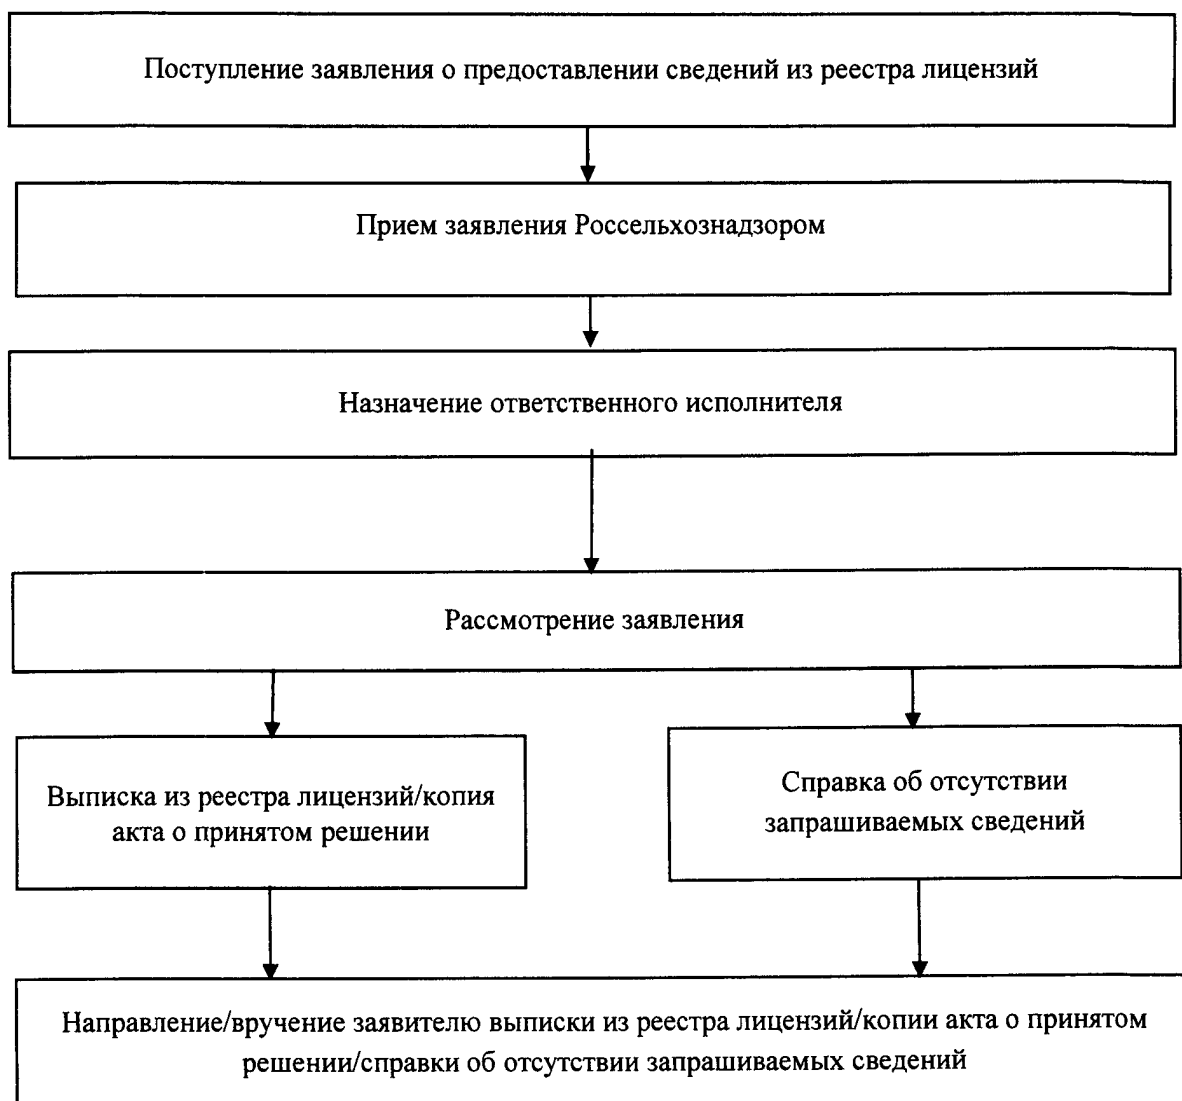 Поступление заявления о предоставлении сведений из реестра лицензий
Прием заявления Россельхознадзором
Назначение ответственного исполнителя
Рассмотрение заявления
Выписка из реестра лицензий/копия
акта о принятом решении
Справка об отсутствии
запрашиваемых сведений
Направление/вручение заявителю выписки из реестра лицензий/копии акта о принятом
решении/справки об отсутствии запрашиваемых сведений